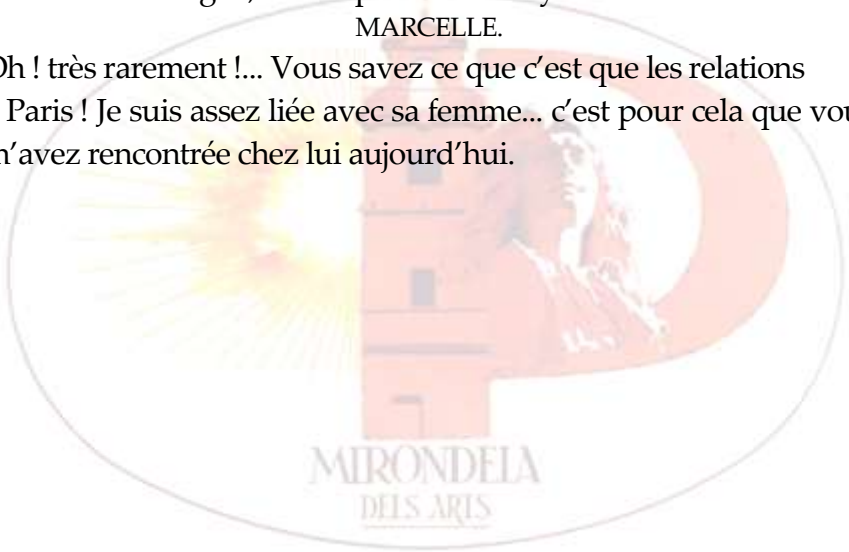 MARCELLE.
Oh ! très rarement !... Vous savez ce que c’est que les relations
Paris ! Je suis assez liée avec sa femme... c’est pour cela que vou
m’avez rencontrée chez lui aujourd’hui.
MIRONDELA
DELS ARTS